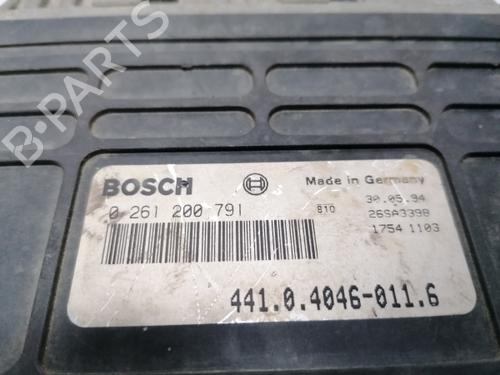 B-PARTS
BOSCH
Made in Germany
0 261 200 791
B10
30.05.94
26SA3398
1754 1103
441.0.4046-011.6